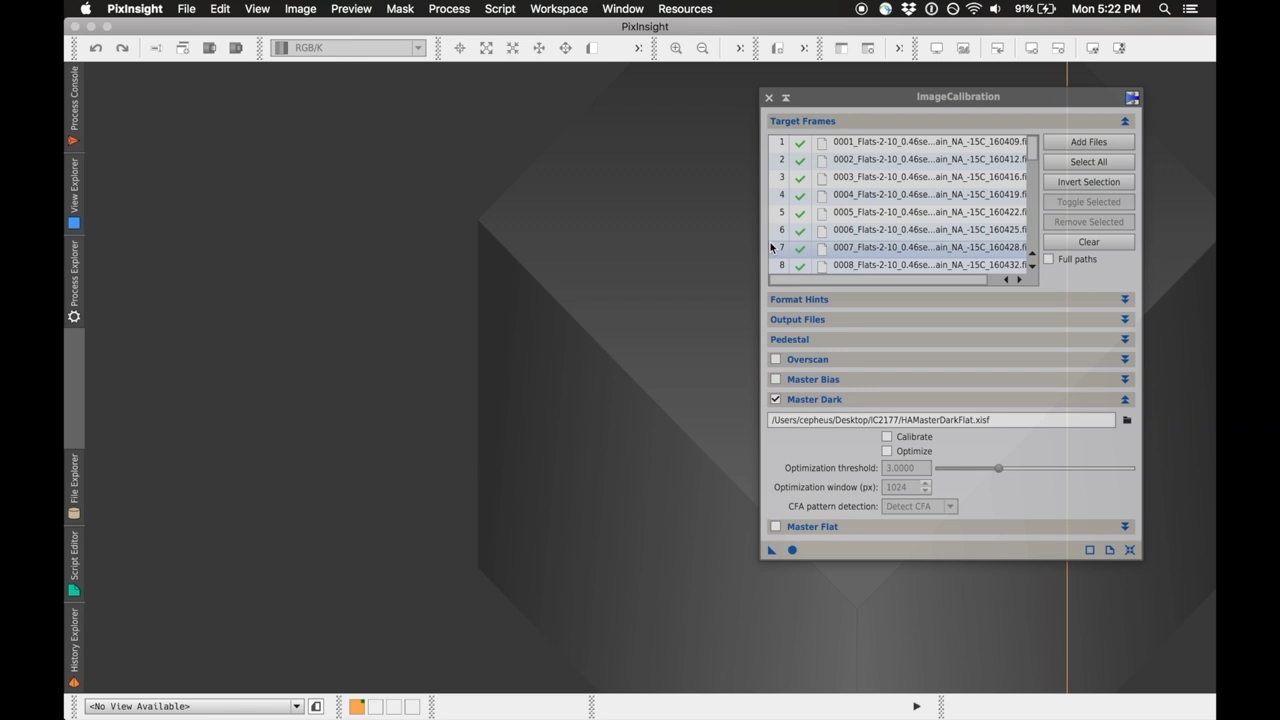 PixInsight File Edit View Image Preview Mask Process Script Workspace Window Resources 91% Mon 5:22 PM
PixInsight
RGB/K
Process Console
View Explorer
Process Explorer
File Explorer
Script Editor
History Explorer
ImageCalibration
Target Frames
1 0001_Flats-2-10_0.46se...ain_NA_-15C_160409.fi
2 0002_Flats-2-10_0.46se...ain_NA_-15C_160412.fi
3 0003_Flats-2-10_0.46se...ain_NA_-15C_160416.fi
4 0004_Flats-2-10_0.46se...ain_NA_-15C_160419.fi
5 0005_Flats-2-10_0.46se...ain_NA_-15C_160422.fi
6 0006_Flats-2-10_0.46se...ain_NA_-15C_160425.fi
7 0007_Flats-2-10_0.46se...ain_NA_-15C_160428.fi
8 0008_Flats-2-10_0.46se...ain_NA_-15C_160432.fi
Add Files
Select All
Invert Selection
Toggle Selected
Remove Selected
Clear
Full paths
Format Hints
Output Files
Pedestal
Overscan
Master Bias
Master Dark
/Users/cepheus/Desktop/IC2177/HAMasterDarkFlat.xisf
Calibrate
Optimize
Optimization threshold: 3.0000
Optimization window (px): 1024
CFA pattern detection: Detect CFA
Master Flat
<No View Available>